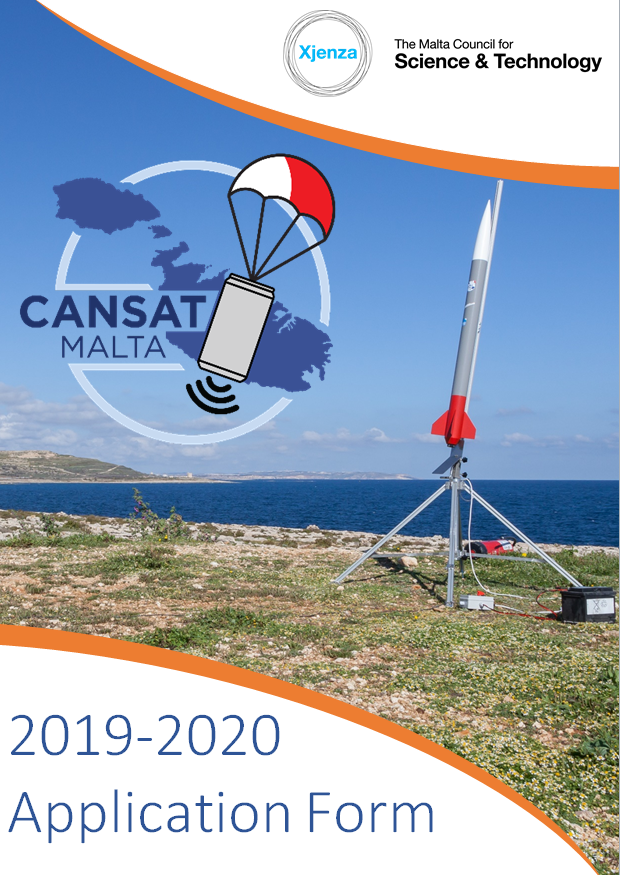 Xjenza
The Malta Council for
Science & Technology
CANSAT
MALTA
2019-2020
Application Form